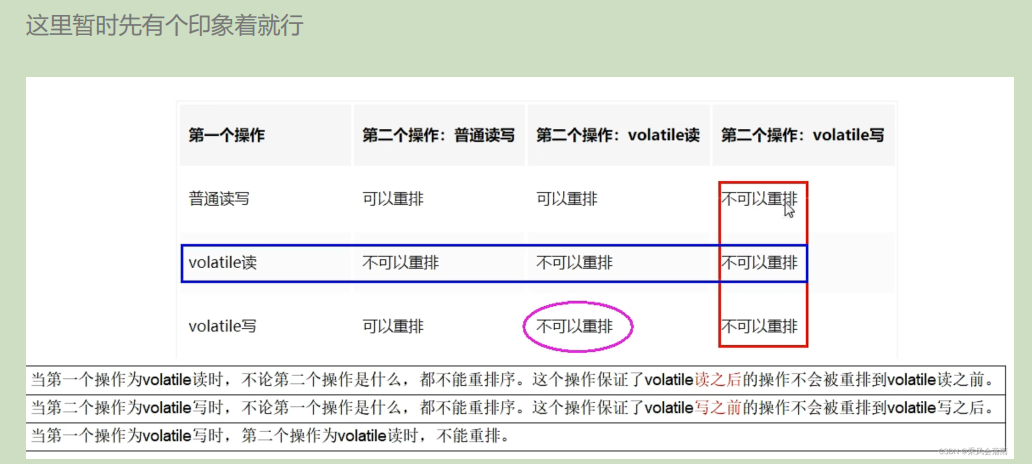 这里暂时先有个印象着就行
第一个操作 第二个操作：普通读写 第二个操作：volatile读 第二个操作：volatile写
普通读写 可以重排 可以重排 不可以重排
volatile读 不可以重排 不可以重排 不可以重排
volatile写 可以重排 不可以重排 不可以重排
当第一个操作为volatile读时，不论第二个操作是什么，都不能重排序。这个操作保证了volatile读之后的操作不会被重排到volatile读之前。
当第二个操作为volatile写时，不论第一个操作是什么，都不能重排序。这个操作保证了volatile写之前的操作不会被重排到volatile写之后。
当第一个操作为volatile写时，第二个操作为volatile读时，不能重排。
CSDN @乘风会落雨